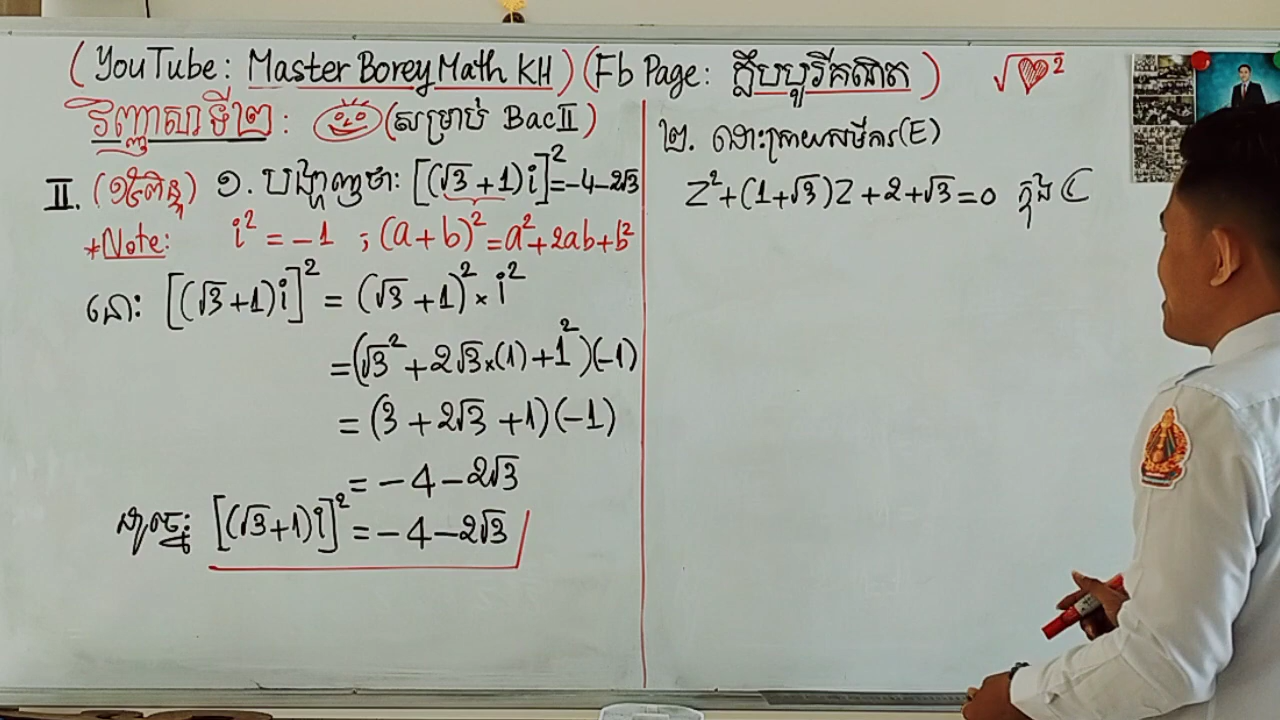 (YouTube: Master Borey Math KH) (Fb Page: ក្លឹបបូរីគណិត) √♥²
វិញ្ញាសាទី២: (សម្រាប់ BacII)
II. (១៥ពិន្ទុ) ១. បង្ហាញថា: [(√3+1)i]²=-4-2√3
*Note: i² = -1 ; (a+b)²=a²+2ab+b²
នោះ [(√3+1)i]² = (√3+1)² × i²
=(√3²+2√3×(1)+1²)(-1)
= (3+2√3+1)(-1)
= -4-2√3
ដូចនេះ [(√3+1)i]²=-4-2√3
២. ដោះស្រាយសមីការ(E)
Z²+(1+√3)Z+2+√3=0 ក្នុង ℂ